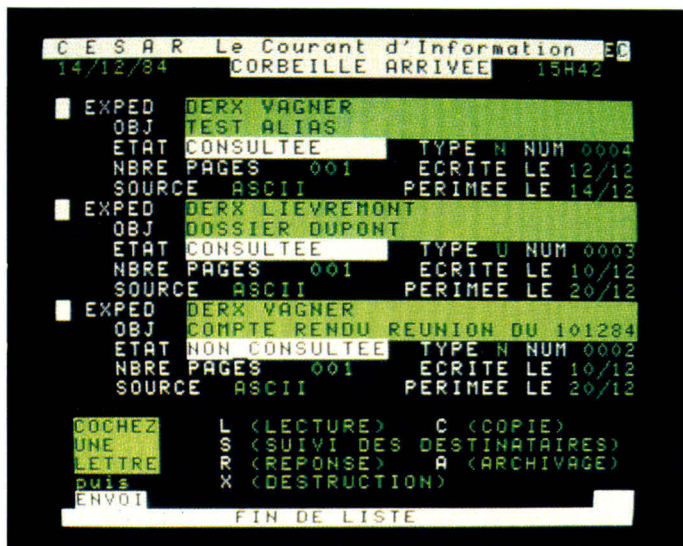 C E S A R Le Courant d'Information EC
14/12/84 CORBEILLE ARRIVEE 15H42
EXPED DERX VAGNER
OBJ TEST ALIAS
ETAT CONSULTEE TYPE N NUM 0004
NBRE PAGES 001 ECRITE LE 12/12
SOURCE ASCII PERIMEE LE 14/12
EXPED DERX LIEVREMONT
OBJ DOSSIER DUPONT
ETAT CONSULTEE TYPE U NUM 0003
NBRE PAGES 001 ECRITE LE 10/12
SOURCE ASCII PERIMEE LE 20/12
EXPED DERX VAGNER
OBJ COMPTE RENDU REUNION DU 101284
ETAT NON CONSULTEE TYPE N NUM 0002
NBRE PAGES 001 ECRITE LE 10/12
SOURCE ASCII PERIMEE LE 20/12
COCHEZ L (LECTURE) C (COPIE)
UNE S (SUIVI DES DESTINATAIRES)
LETTRE R (REPONSE) A (ARCHIVAGE)
puis X (DESTRUCTION)
ENVOI
FIN DE LISTE